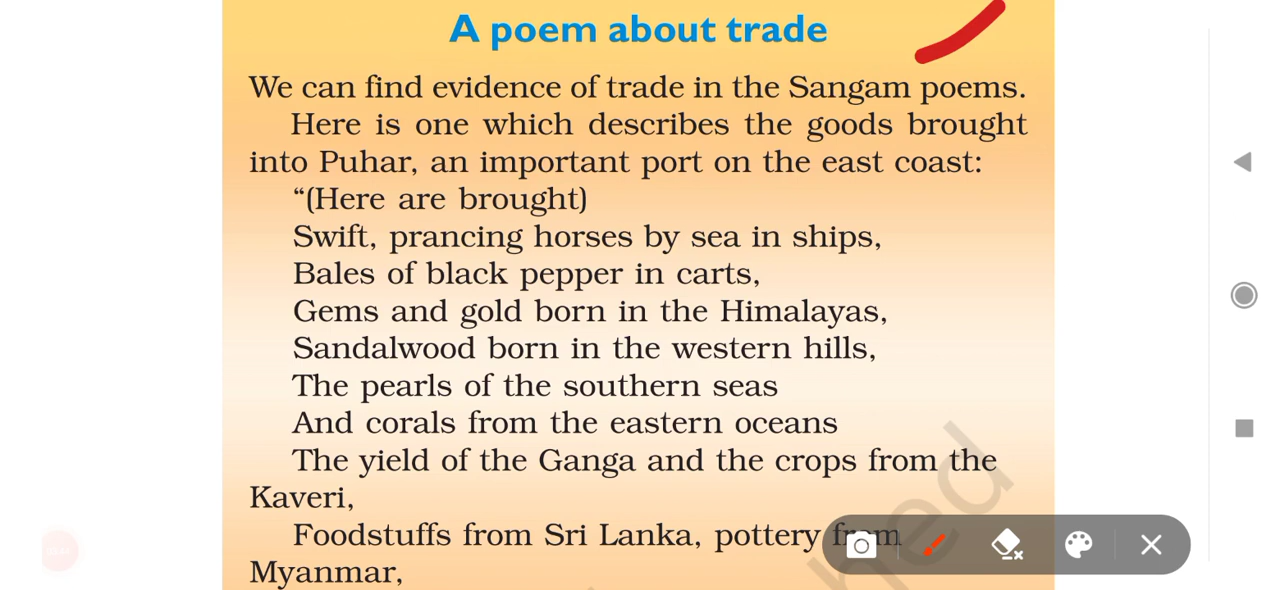 A poem about trade
We can find evidence of trade in the Sangam poems.
Here is one which describes the goods brought
into Puhar, an important port on the east coast:
“(Here are brought)
Swift, prancing horses by sea in ships,
Bales of black pepper in carts,
Gems and gold born in the Himalayas,
Sandalwood born in the western hills,
The pearls of the southern seas
And corals from the eastern oceans
The yield of the Ganga and the crops from the
Kaveri,
Foodstuffs from Sri Lanka, pottery from
Myanmar,